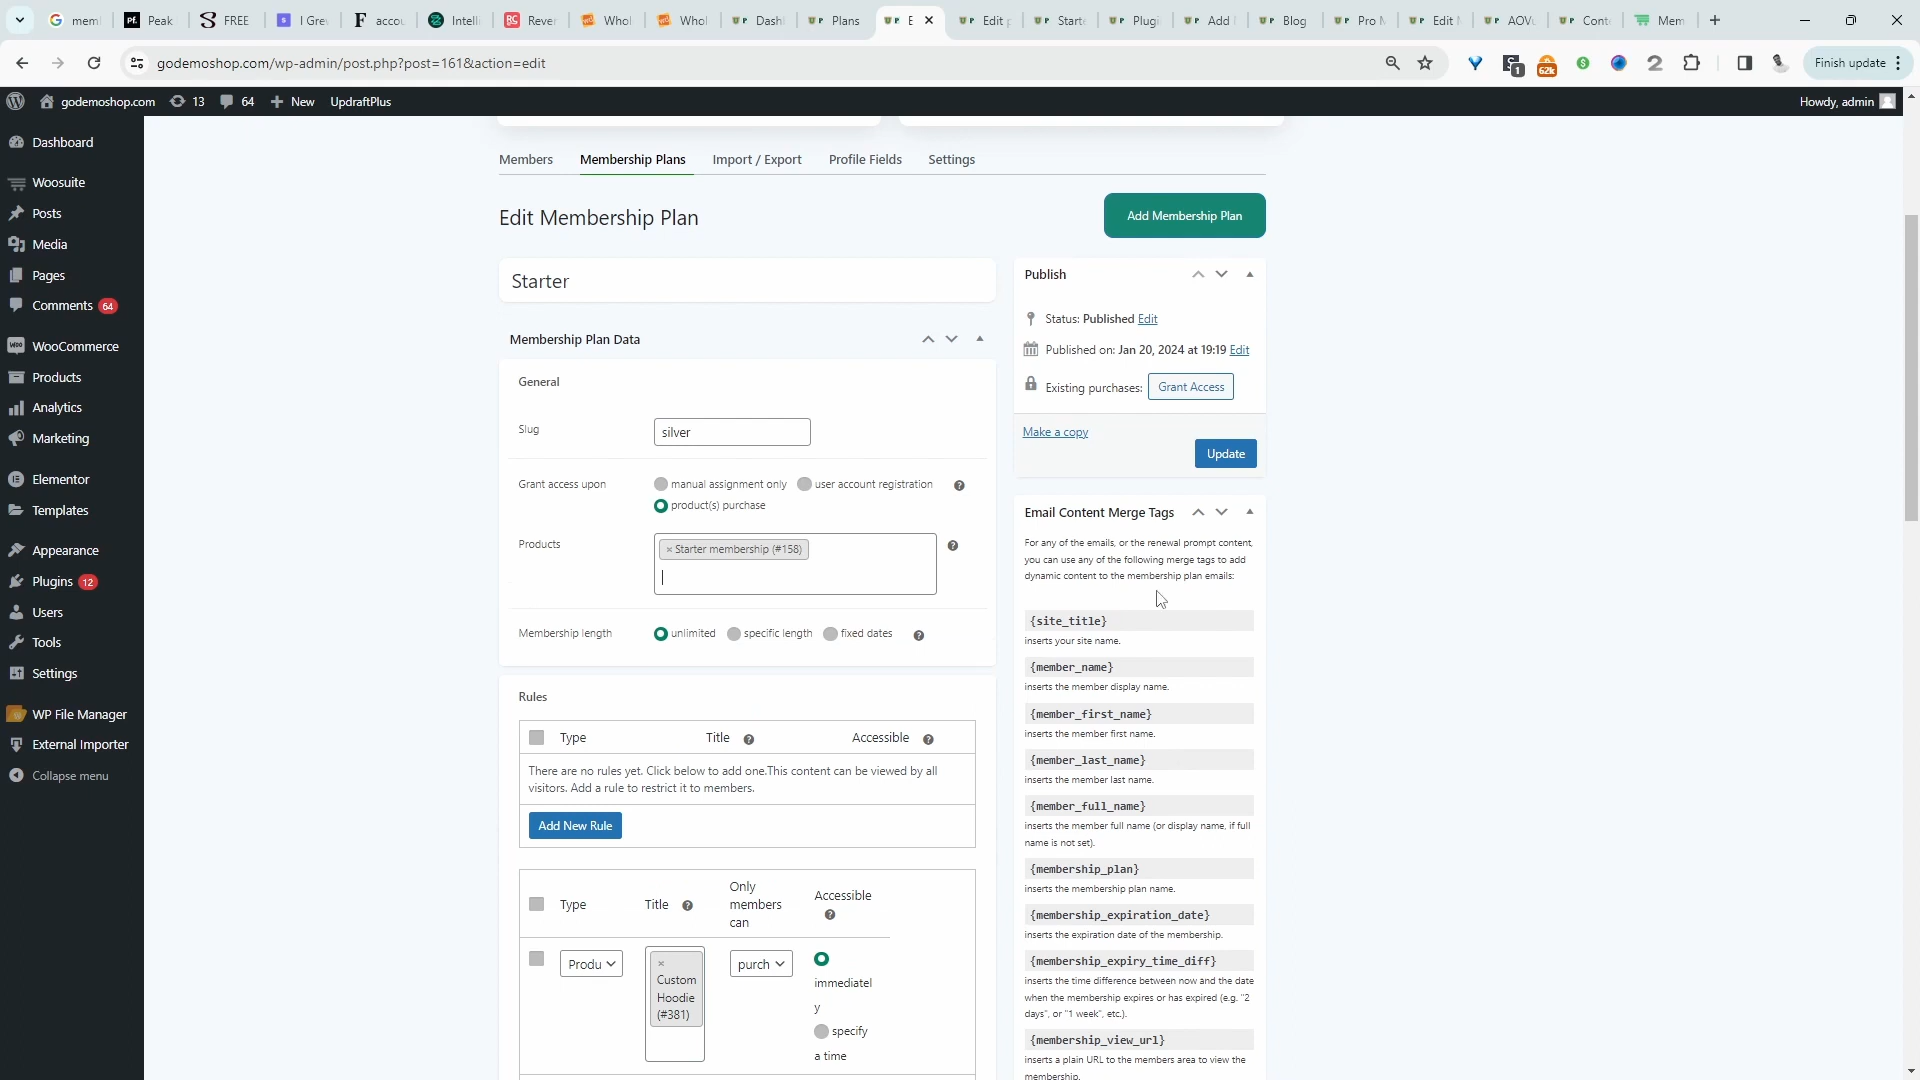 mem
Peak
FREE
I Gre
accou
Intelli
Rever
Whol
Whol
Dash
Plans
E
Edit p
Starte
Plugi
Add
Blog
Pro M
Edit M
AOVu
Cont
Mem
godemoshop.com/wp-admin/post.php?post=161&action=edit
1
62k
Finish update
godemoshop.com
13
64
New
UpdraftPlus
Howdy, admin
Dashboard
Woosuite
Posts
Media
Pages
Comments 64
WooCommerce
Products
Analytics
Marketing
Elementor
Templates
Appearance
Plugins 12
Users
Tools
Settings
WP File Manager
External Importer
Collapse menu
Members
Membership Plans
Import / Export
Profile Fields
Settings
Edit Membership Plan
Add Membership Plan
Starter
Membership Plan Data
General
Slug
silver
Grant access upon
manual assignment only
user account registration
product(s) purchase
Products
× Starter membership (#158)
Membership length
unlimited
specific length
fixed dates
Rules
Type
Title
Accessible
There are no rules yet. Click below to add one.This content can be viewed by all
visitors. Add a rule to restrict it to members.
Add New Rule
Type
Title
Only
members
can
Accessible
Produ
×
Custom
Hoodie
(#381)
purch
immediatel
y
specify
a time
Publish
Status: Published Edit
Published on: Jan 20, 2024 at 19:19 Edit
Existing purchases: Grant Access
Make a copy
Update
Email Content Merge Tags
For any of the emails, or the renewal prompt content,
you can use any of the following merge tags to add
dynamic content to the membership plan emails:
{site_title}
inserts your site name.
{member_name}
inserts the member display name.
{member_first_name}
inserts the member first name.
{member_last_name}
inserts the member last name.
{member_full_name}
inserts the member full name (or display name, if full
name is not set).
{membership_plan}
inserts the membership plan name.
{membership_expiration_date}
inserts the expiration date of the membership.
{membership_expiry_time_diff}
inserts the time difference between now and the date
when the membership expires or has expired (e.g. "2
days", or "1 week", etc.).
{membership_view_url}
inserts a plain URL to the members area to view the
membership.